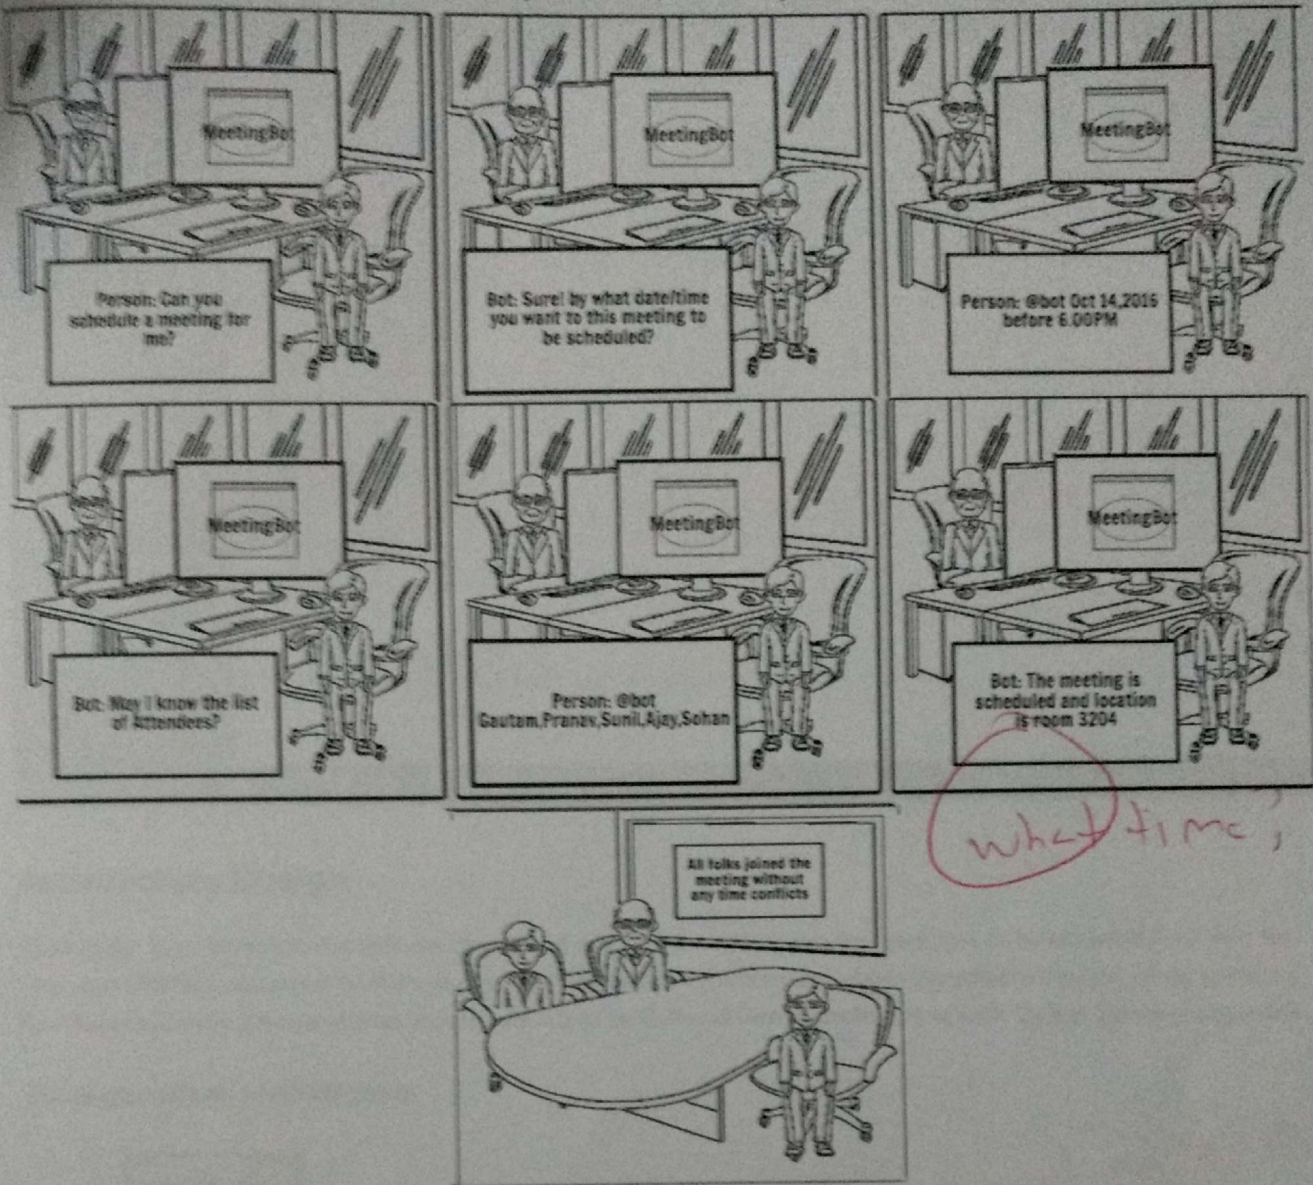 MeetingBot
Person: Can you
schedule a meeting for
me?
MeetingBot
Bot: Sure! by what date/time
you want to this meeting to
be scheduled?
MeetingBot
Person: @bot Oct 14,2016
before 6.00PM
MeetingBot
Bot: May I know the list
of Attendees?
MeetingBot
Person: @bot
Gautam,Pranav,Sunil,Ajay,Sohan
MeetingBot
Bot: The meeting is
scheduled and location
is room 3204
what time
All folks joined the
meeting without
any time conflicts